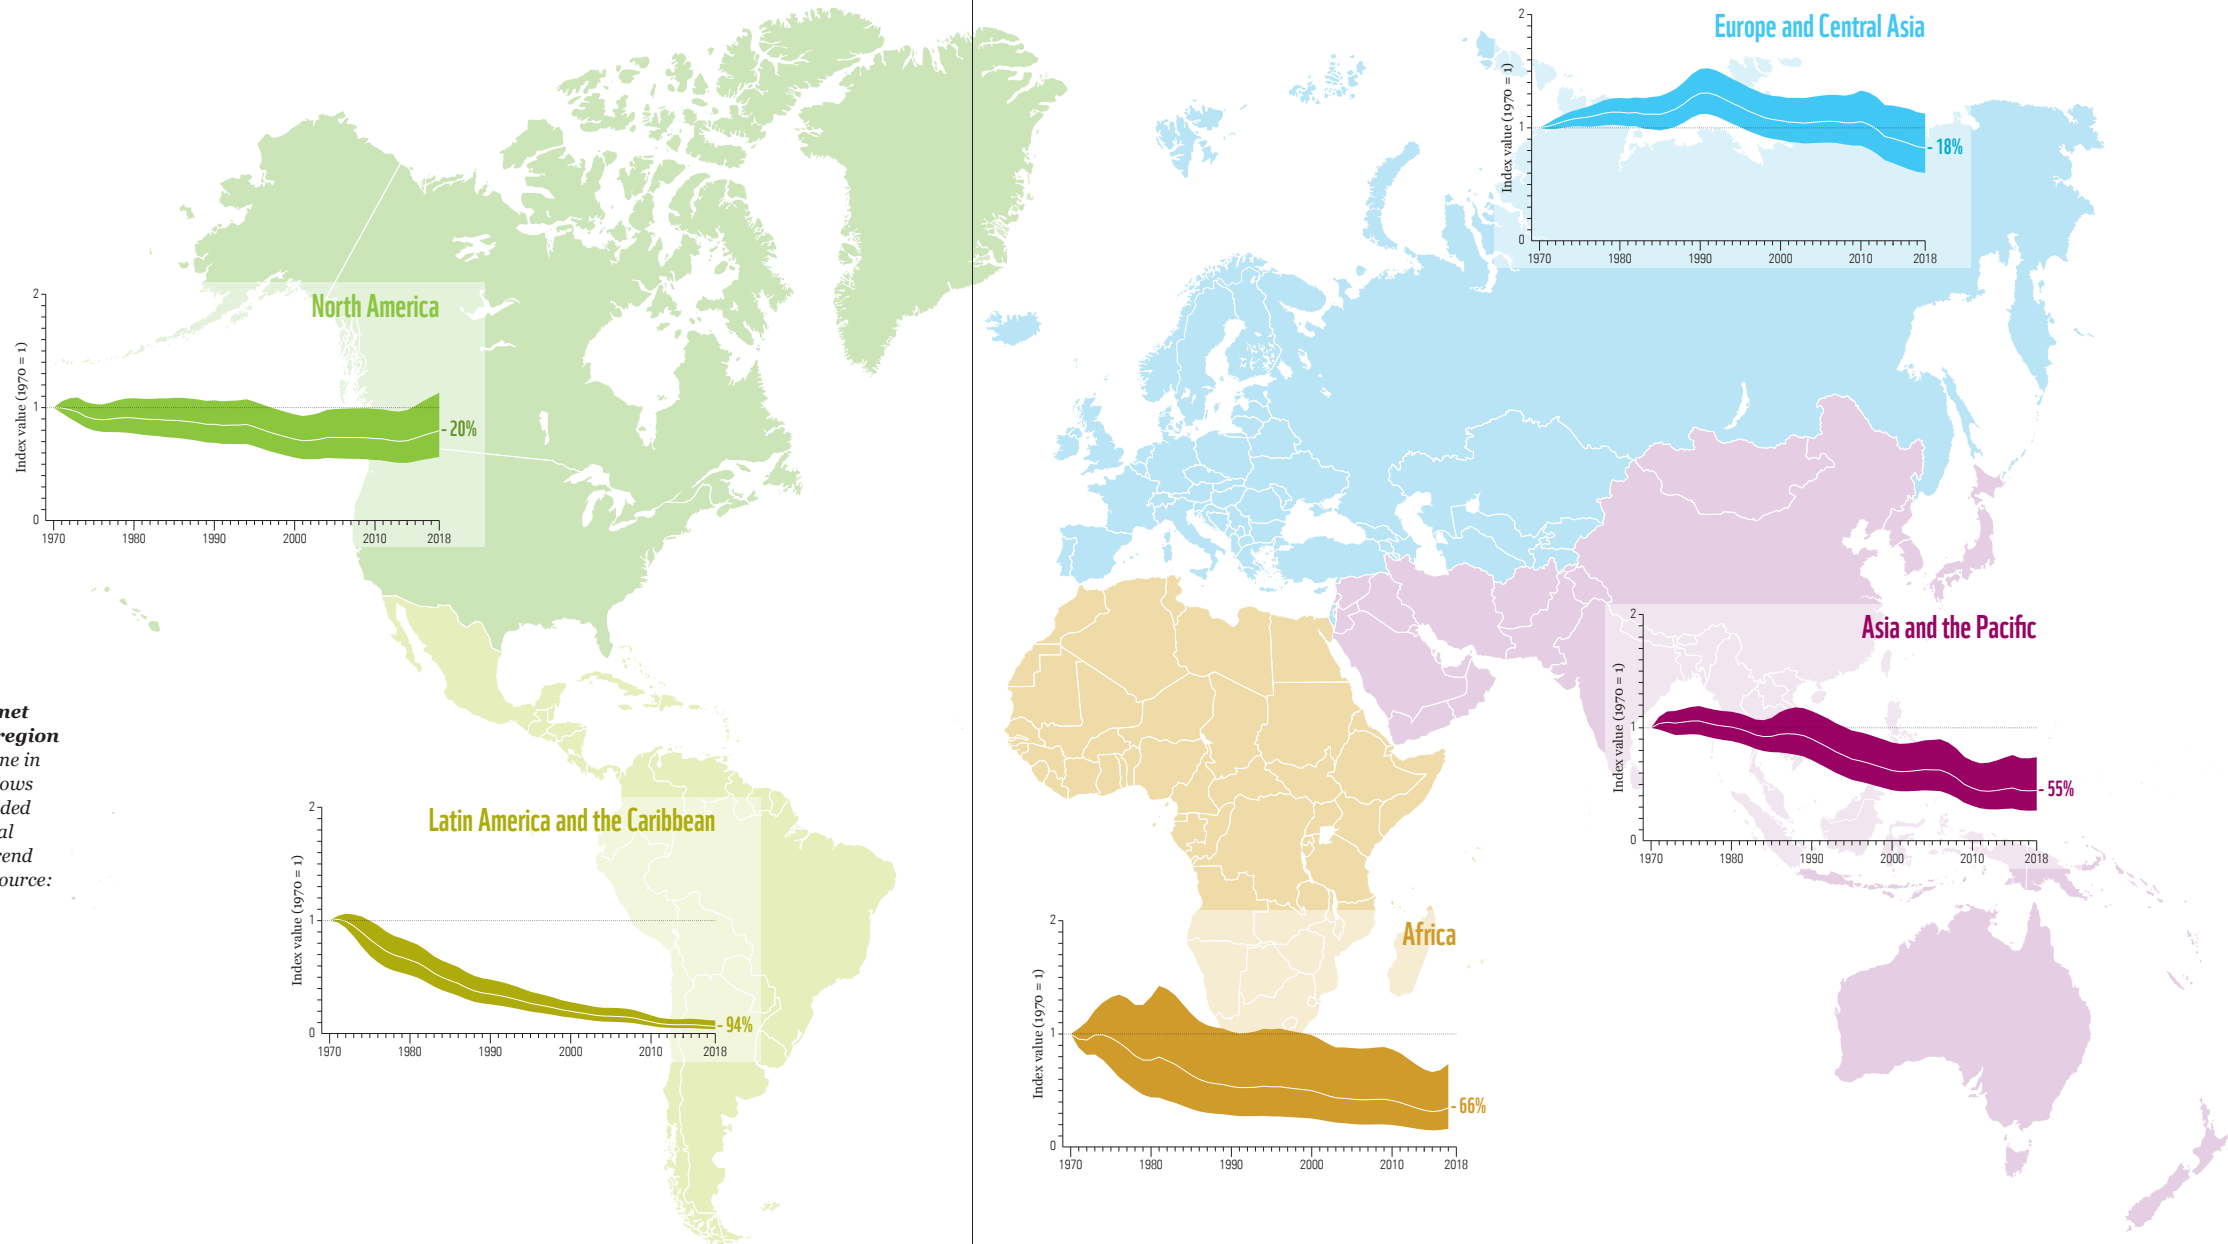 North America
Index value (1970 = 1)
2
1
0
- 20%
1970 1980 1990 2000 2010 2018
Europe and Central Asia
Index value (1970 = 1)
2
1
0
- 18%
1970 1980 1990 2000 2010 2018
net
region
ne in
ows
ded
al
rend
ource:
Latin America and the Caribbean
Index value (1970 = 1)
2
1
0
- 94%
1970 1980 1990 2000 2010 2018
Asia and the Pacific
Index value (1970 = 1)
2
1
0
- 55%
1970 1980 1990 2000 2010 2018
Africa
Index value (1970 = 1)
2
1
0
- 66%
1970 1980 1990 2000 2010 2018